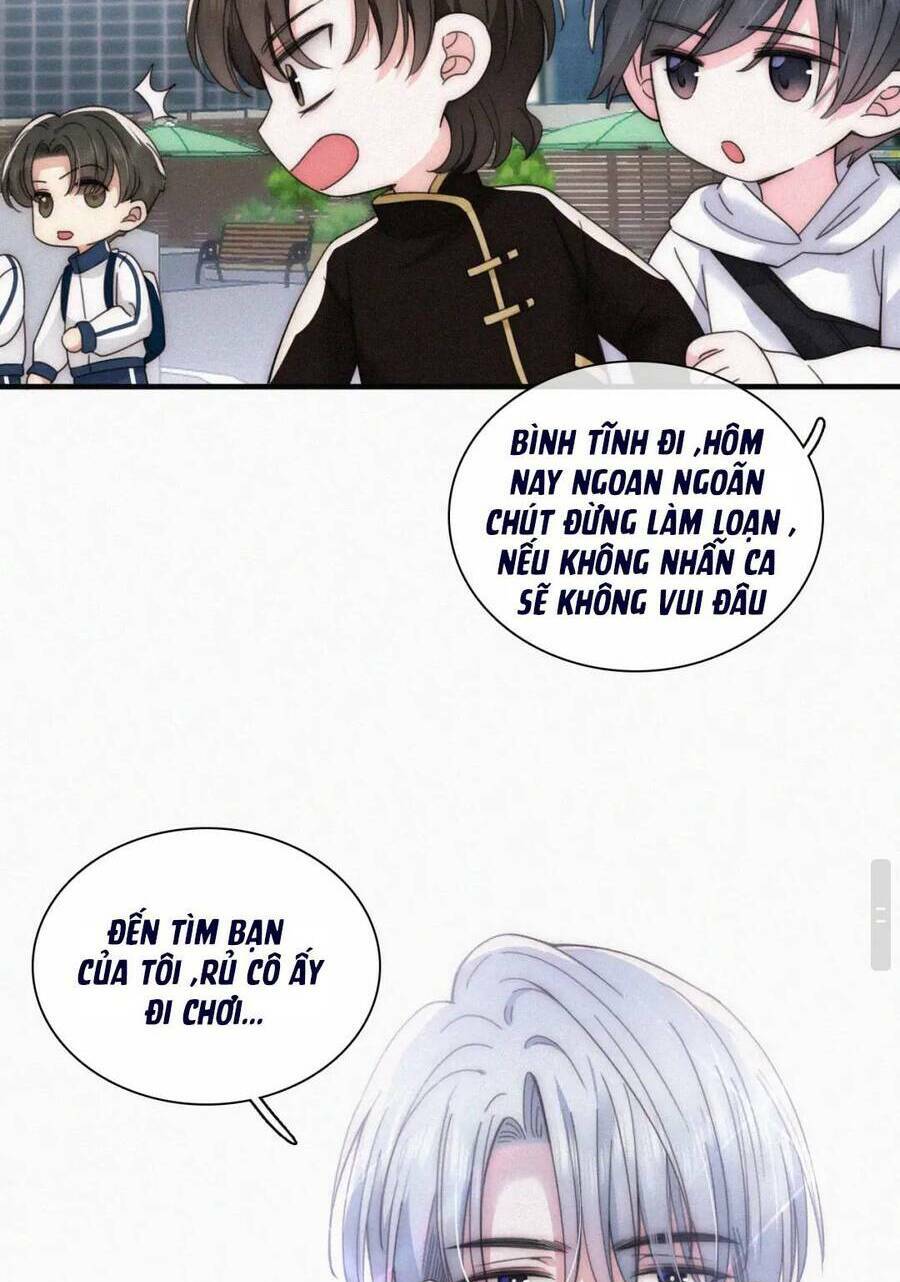 BÌNH TĨNH ĐI ,HÔM
NAY NGOAN NGOÃN
CHÚT ĐỪNG LÀM LOẠN ,
NẾU KHÔNG NHẪN CA
SẼ KHÔNG VUI ĐÂU
ĐẾN TÌM BẠN
CỦA TÔI ,RỦ CÔ ẤY
ĐI CHƠI...